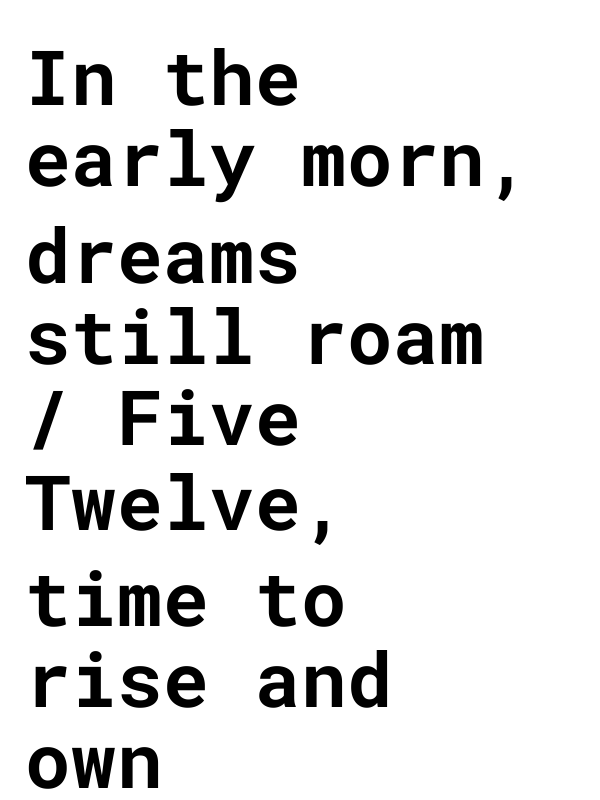 In the
early morn,
dreams
still roam
/ Five
Twelve,
time to
rise and
own